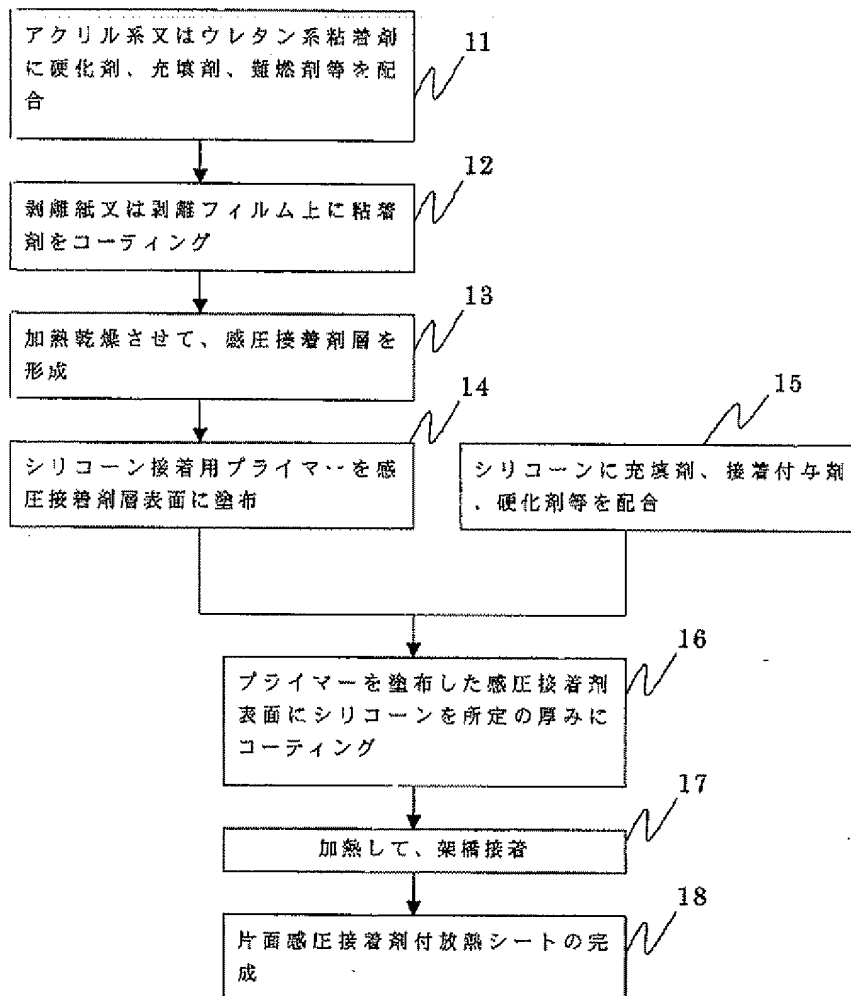 アクリル系又はウレタン系粘着剤
に硬化剤、充填剤、難燃剤等を配
合
11
剥離紙又は剥離フィルム上に粘着
剤をコーティング
12
加熱乾燥させて、感圧接着剤層を
形成
13
シリコーン接着用プライマーを感
圧接着剤層表面に塗布
14
シリコーンに充填剤、接着付与剤
、硬化剤等を配合
15
プライマーを塗布した感圧接着剤
表面にシリコーンを所定の厚みに
コーティング
16
加熱して、架橋接着
17
片面感圧接着剤付放熱シートの完
成
18